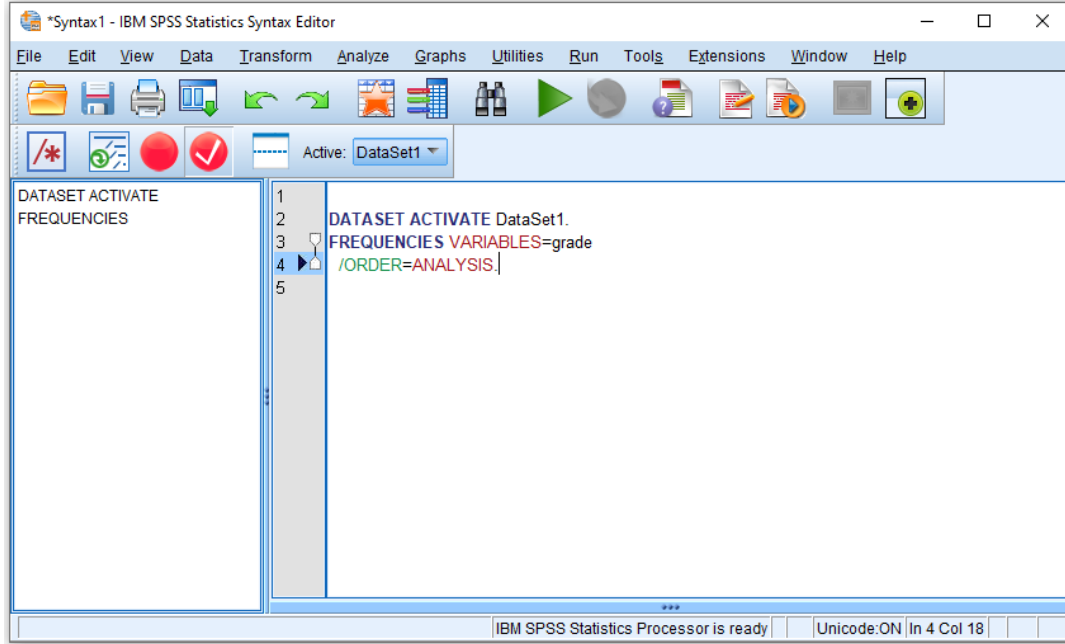 *Syntax1 - IBM SPSS Statistics Syntax Editor
File Edit View Data Transform Analyze Graphs Utilities Run Tools Extensions Window Help
/*
Active: DataSet1
DATASET ACTIVATE
FREQUENCIES
1
2 DATASET ACTIVATE DataSet1.
3 FREQUENCIES VARIABLES=grade
4 /ORDER=ANALYSIS.
5
IBM SPSS Statistics Processor is ready Unicode:ON In 4 Col 18